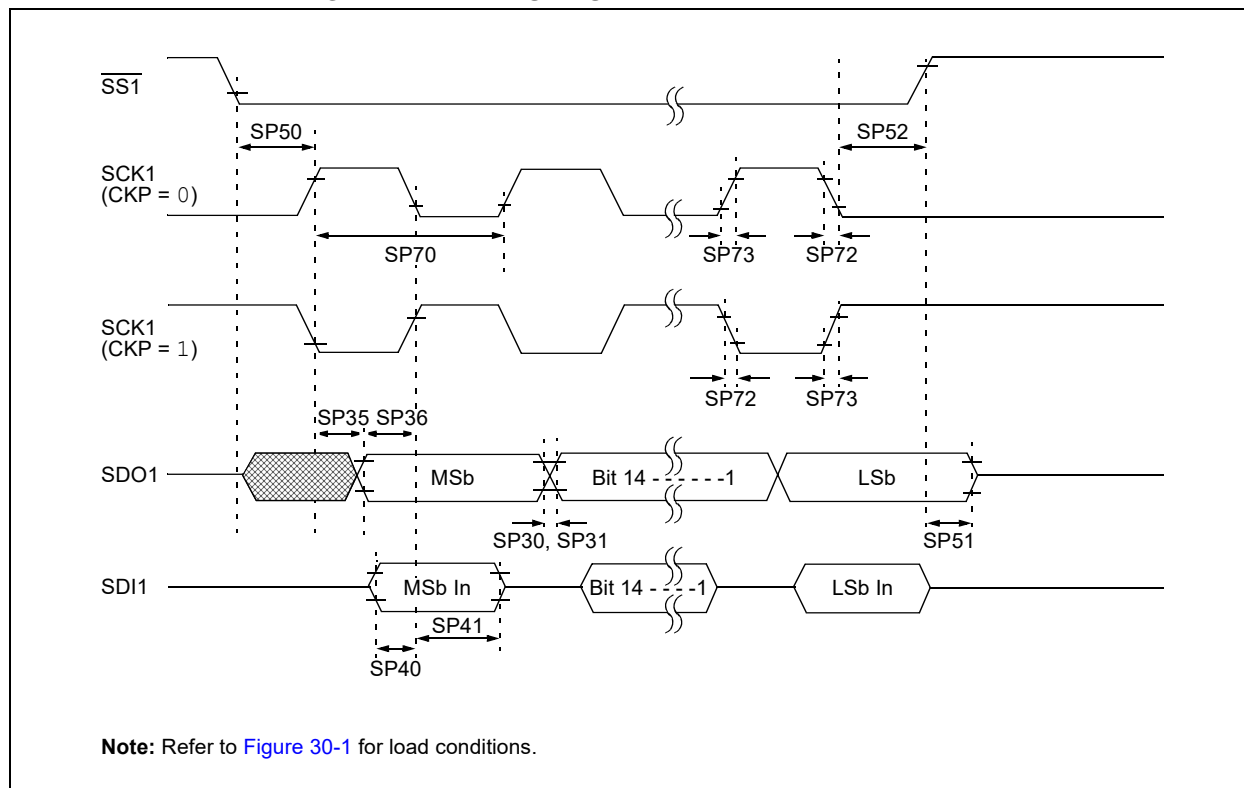 SS1
SP50
SP52
SCK1
(CKP = 0)
SP70
SP73
SP72
SCK1
(CKP = 1)
SP72
SP73
SP35
SP36
SDO1
MSb
Bit 14 - - - - - -1
LSb
SP30, SP31
SP51
SDI1
MSb In
Bit 14 - - - -1
LSb In
SP41
SP40
Note: Refer to Figure 30-1 for load conditions.